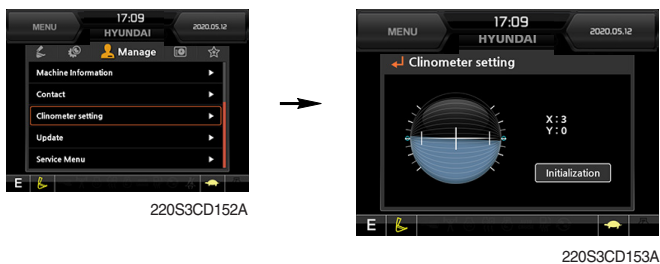 MENU
17:09
HYUNDAI
2020.05.12
Manage
Machine Information
Contact
Clinometer setting
Update
Service Menu
E
220S3CD152A
MENU
17:09
HYUNDAI
2020.05.12
Clinometer setting
X:3
Y:0
Initialization
E
220S3CD153A